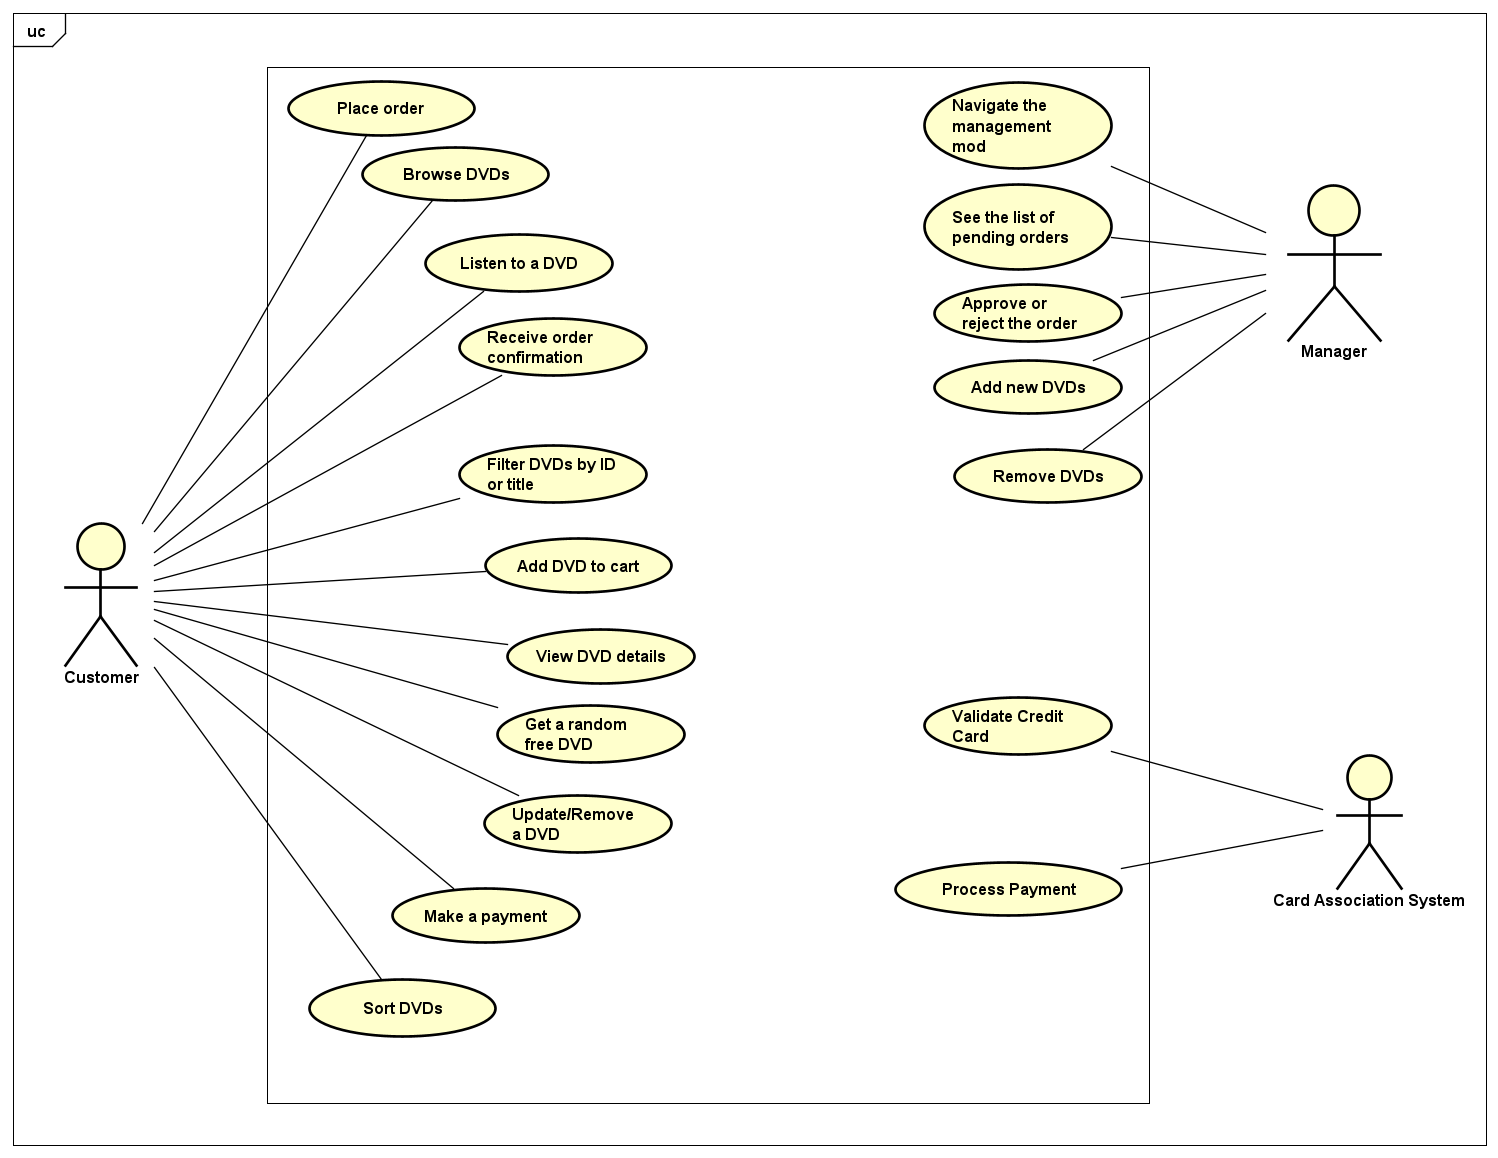 uc
Place order
Browse DVDs
Listen to a DVD
Receive order
confirmation
Filter DVDs by ID
or title
Add DVD to cart
View DVD details
Get a random
free DVD
Update/Remove
a DVD
Make a payment
Sort DVDs
Customer
Navigate the
management
mod
See the list of
pending orders
Approve or
reject the order
Add new DVDs
Remove DVDs
Manager
Validate Credit
Card
Process Payment
Card Association System